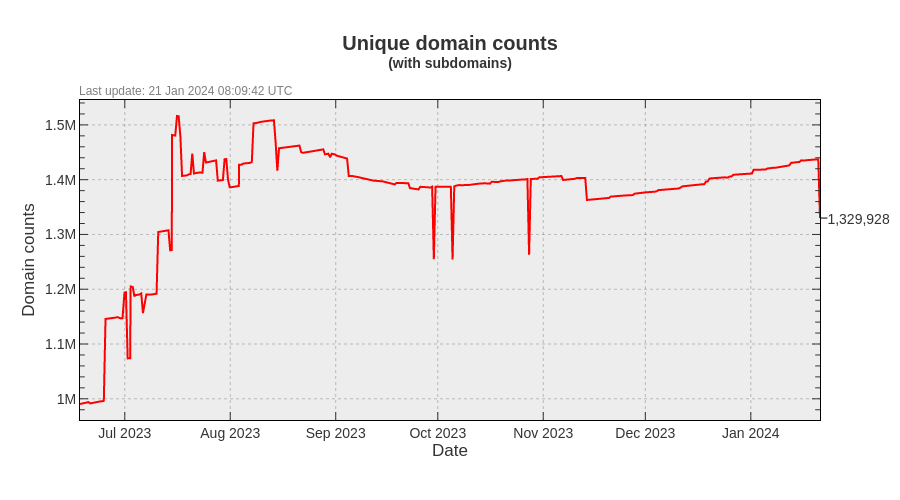 Unique domain counts
(with subdomains)
Last update: 21 Jan 2024 08:09:42 UTC
1.5M
1.4M
1.3M
1.2M
1.1M
1M
Domain counts
1,329,928
Jul 2023 Aug 2023 Sep 2023 Oct 2023 Nov 2023 Dec 2023 Jan 2024
Date